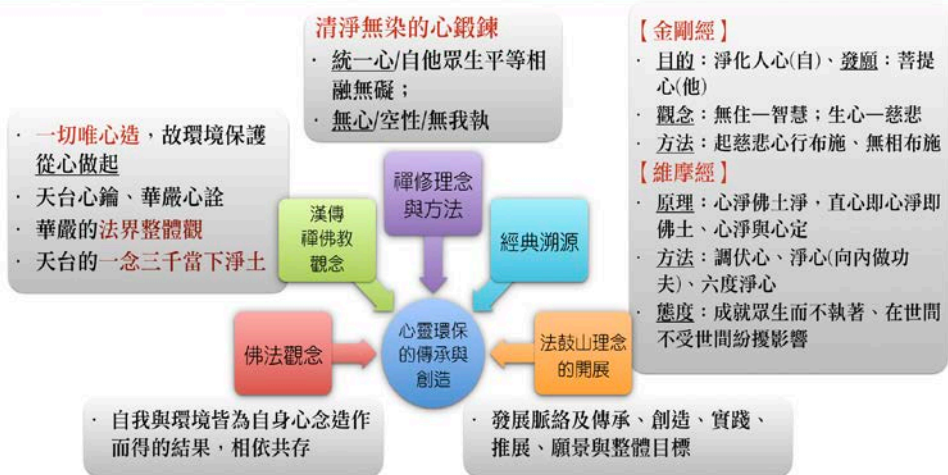 清淨無染的心鍛鍊
· 統一心/自他眾生平等相
融無礙；
· 無心/空性/無我執
【金剛經】
· 目的：淨化人心(自)、發願：菩提
心(他)
· 觀念：無住—智慧；生心—慈悲
· 方法：起慈悲心行布施、無相布施
【維摩經】
· 原理：心淨佛土淨，直心即心淨即
佛土、心淨與心定
· 方法：調伏心、淨心(向內做功
夫)、六度淨心
· 態度：成就眾生而不執著、在世間
不受世間紛擾影響
· 一切唯心造，故環境保護
從心做起
· 天台心鑰、華嚴心詮
· 華嚴的法界整體觀
· 天台的一念三千當下淨土
漢傳
禪佛教
觀念
禪修理念
與方法
經典溯源
佛法觀念
心靈環保
的傳承與
創造
法鼓山理念
的開展
· 自我與環境皆為自身心念造作
而得的結果，相依共存
· 發展脈絡及傳承、創造、實踐、
推展、願景與整體目標